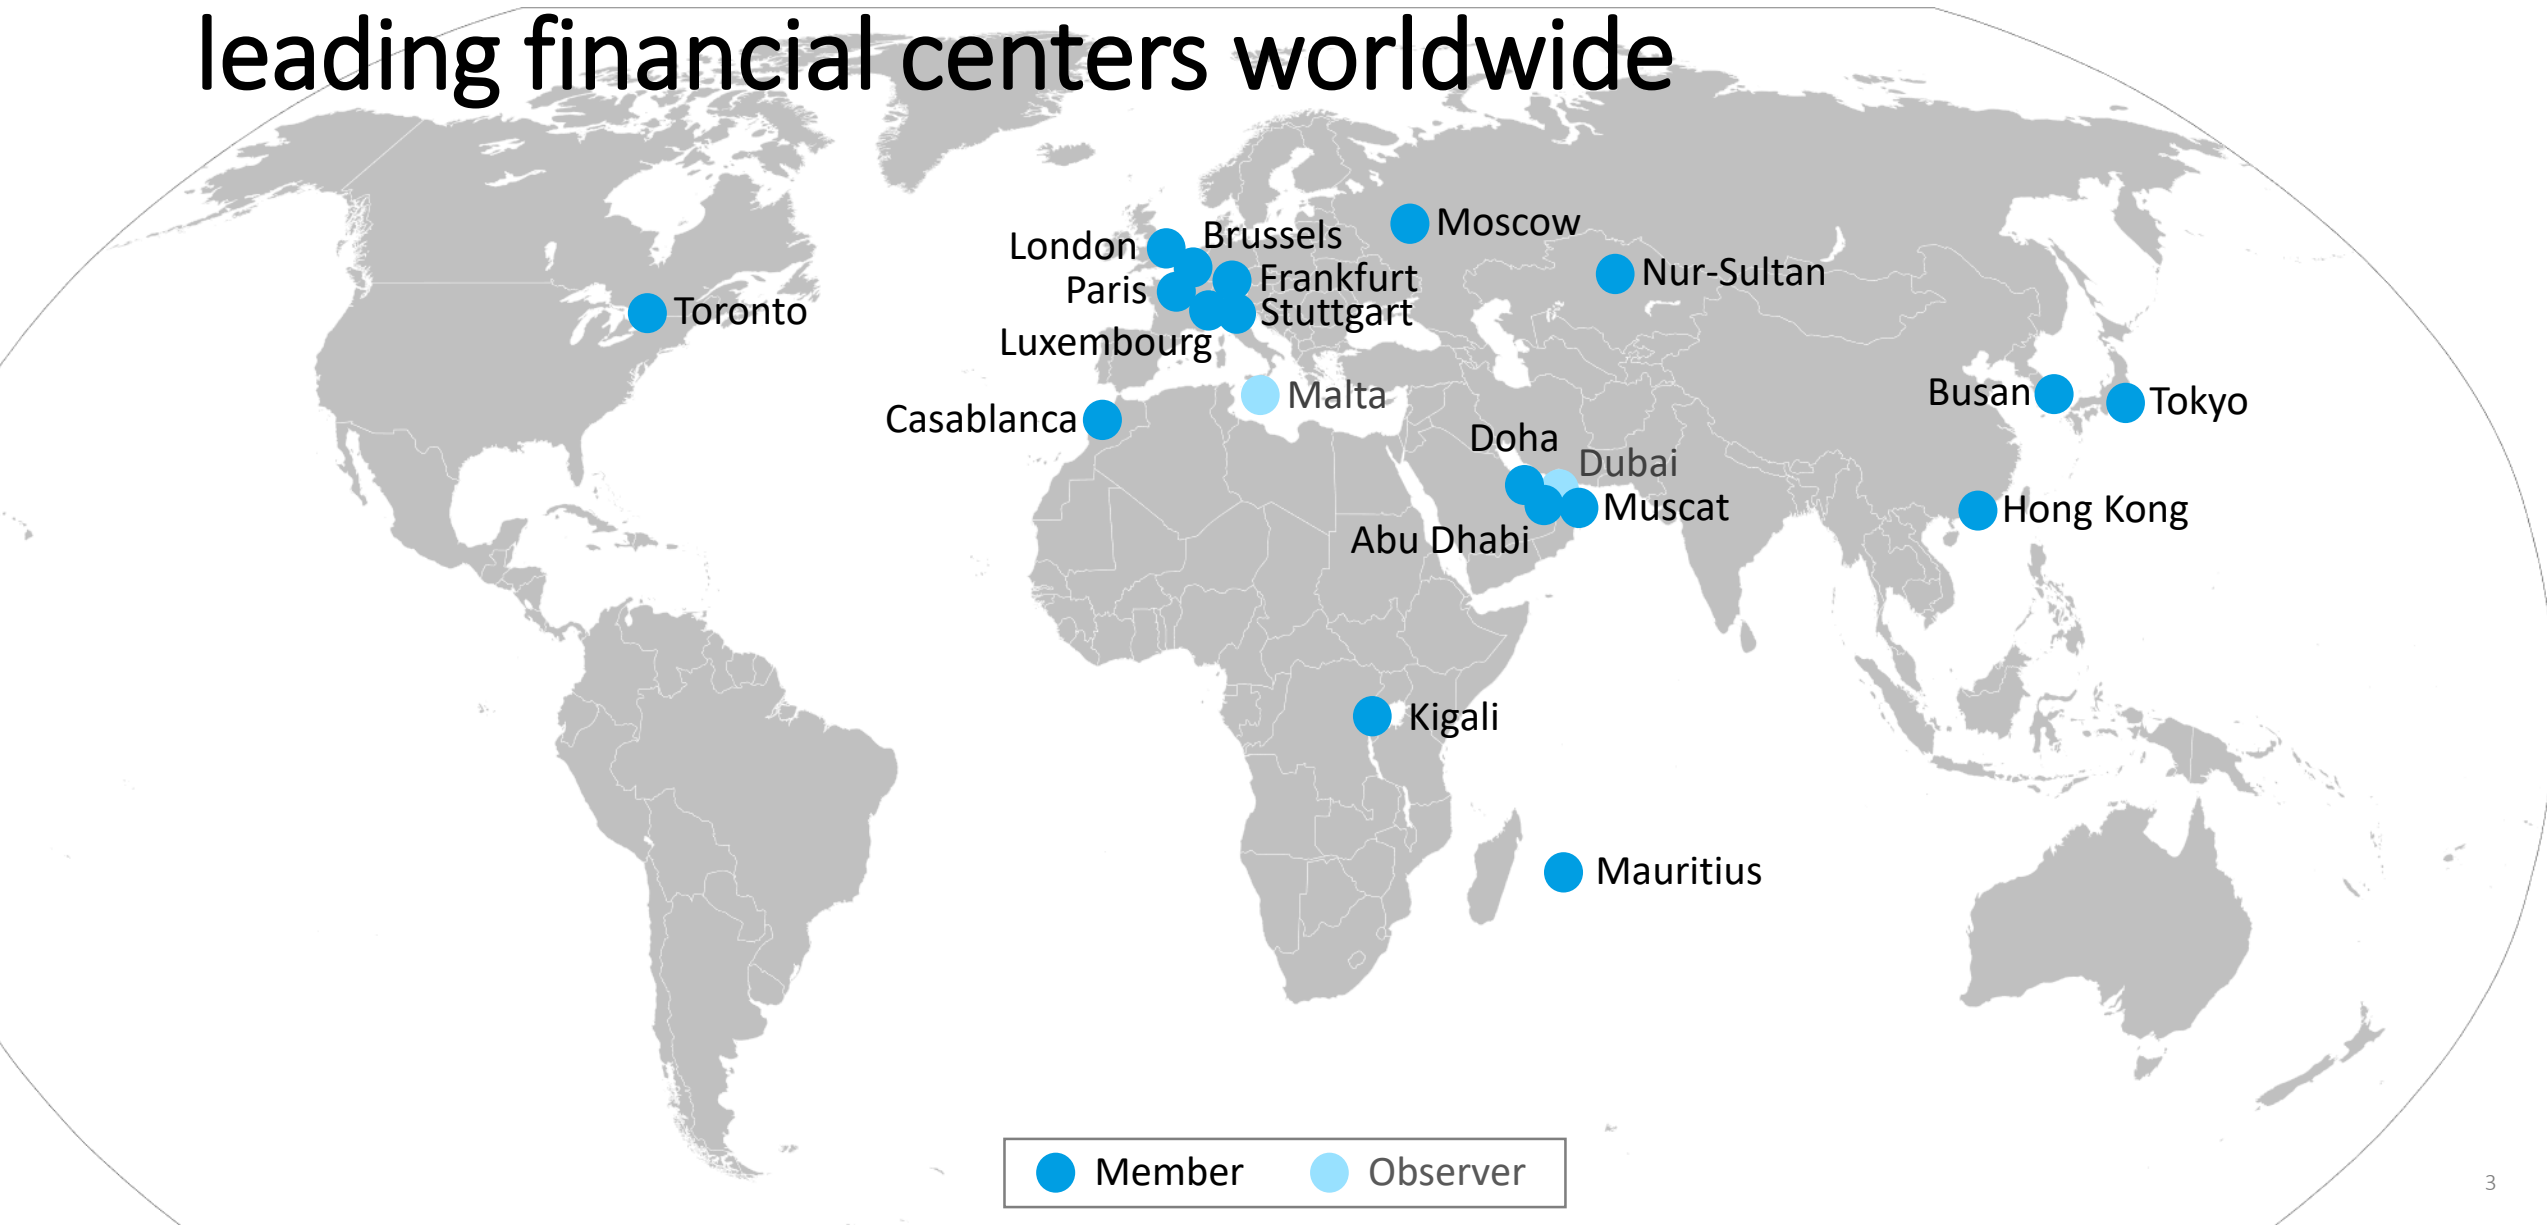 leading financial centers worldwide
Moscow
Brussels
London
Nur-Sultan
Frankfurt
Paris
Toronto
Stuttgart
Luxembourg
Busan
Malta
Tokyo
Casablanca
Doha
Dubai
Muscat
Hong Kong
Abu Dhabi
Kigali
Mauritius
Member Observer
3